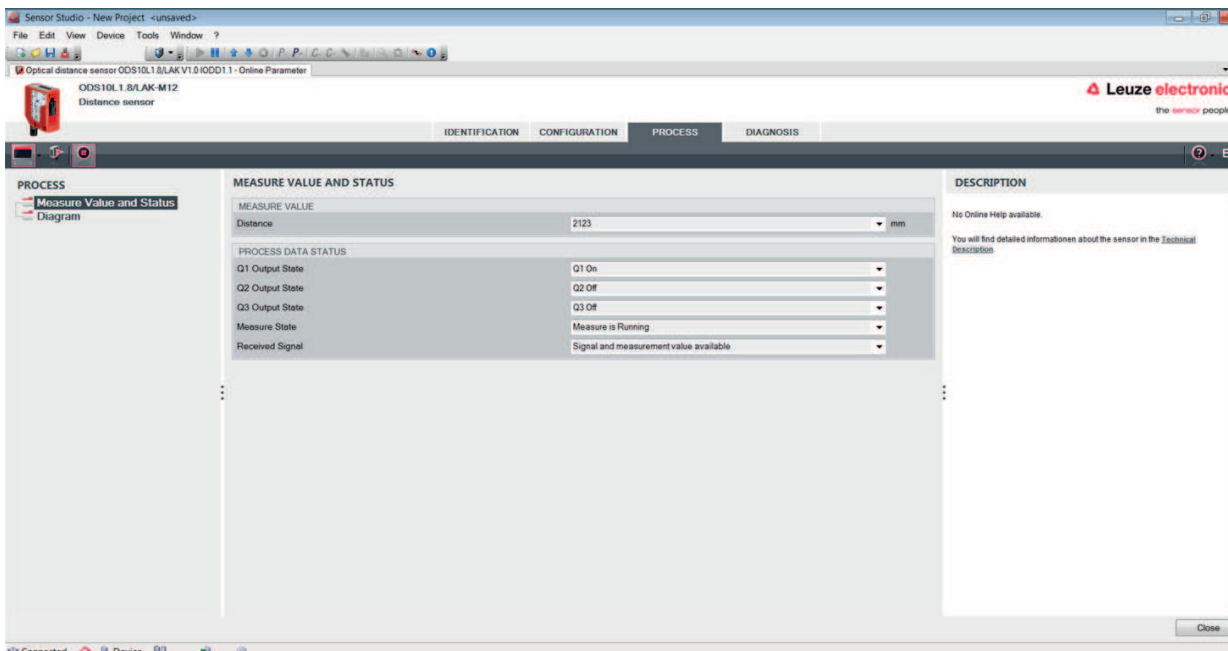 Sensor Studio - New Project <unsaved>
File Edit View Device Tools Window ?
Optical distance sensor ODS10L1.8/LAK V1.0 IODD1.1 - Online Parameter
ODS10L1.8/LAK-M12
Distance sensor
Leuze electronic
the sensor people
IDENTIFICATION CONFIGURATION PROCESS DIAGNOSIS
PROCESS
Measure Value and Status
Diagram
MEASURE VALUE AND STATUS
MEASURE VALUE
Distance 2123 mm
PROCESS DATA STATUS
Q1 Output State Q1 On
Q2 Output State Q2 Off
Q3 Output State Q3 Off
Measure State Measure is Running
Received Signal Signal and measurement value available
DESCRIPTION
No Online Help available.
You will find detailed informationen about the sensor in the Technical
Description.
Close
Connected Device